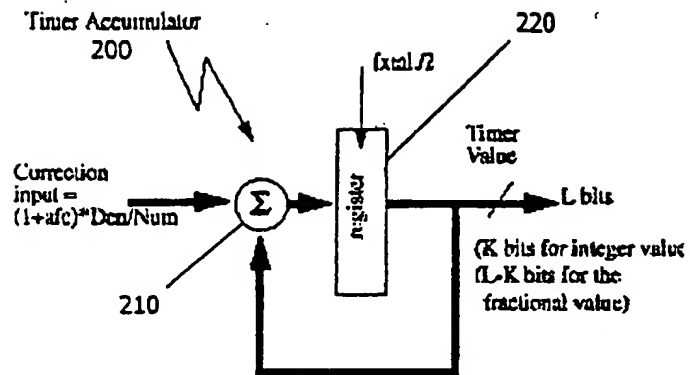 Timer Accumulator
200
220
fxtal/2
Timer
Value
Correction
input =
(1+afc)*Den/Num
Σ
register
L bits
(K bits for integer value
(L-K bits for the
fractional value)
210